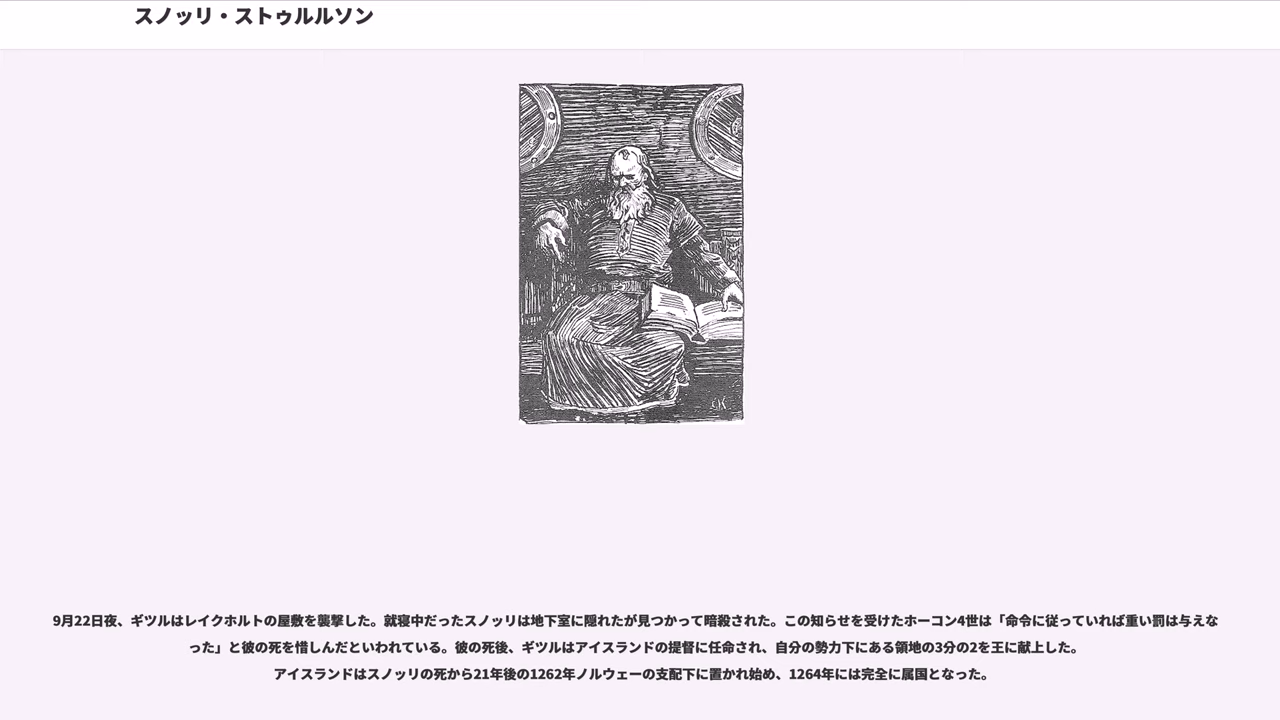 スノッリ・ストゥルルソン
9月22日夜、ギツルはレイクホルトの屋敷を襲撃した。就寝中だったスノッリは地下室に隠れたが見つかって暗殺された。この知らせを受けたホーコン4世は「命令に従っていれば重い罰は与えな
った」と彼の死を惜しんだといわれている。彼の死後、ギツルはアイスランドの提督に任命され、自分の勢力下にある領地の3分の2を王に献上した。
アイスランドはスノッリの死から21年後の1262年ノルウェーの支配下に置かれ始め、1264年には完全に属国となった。